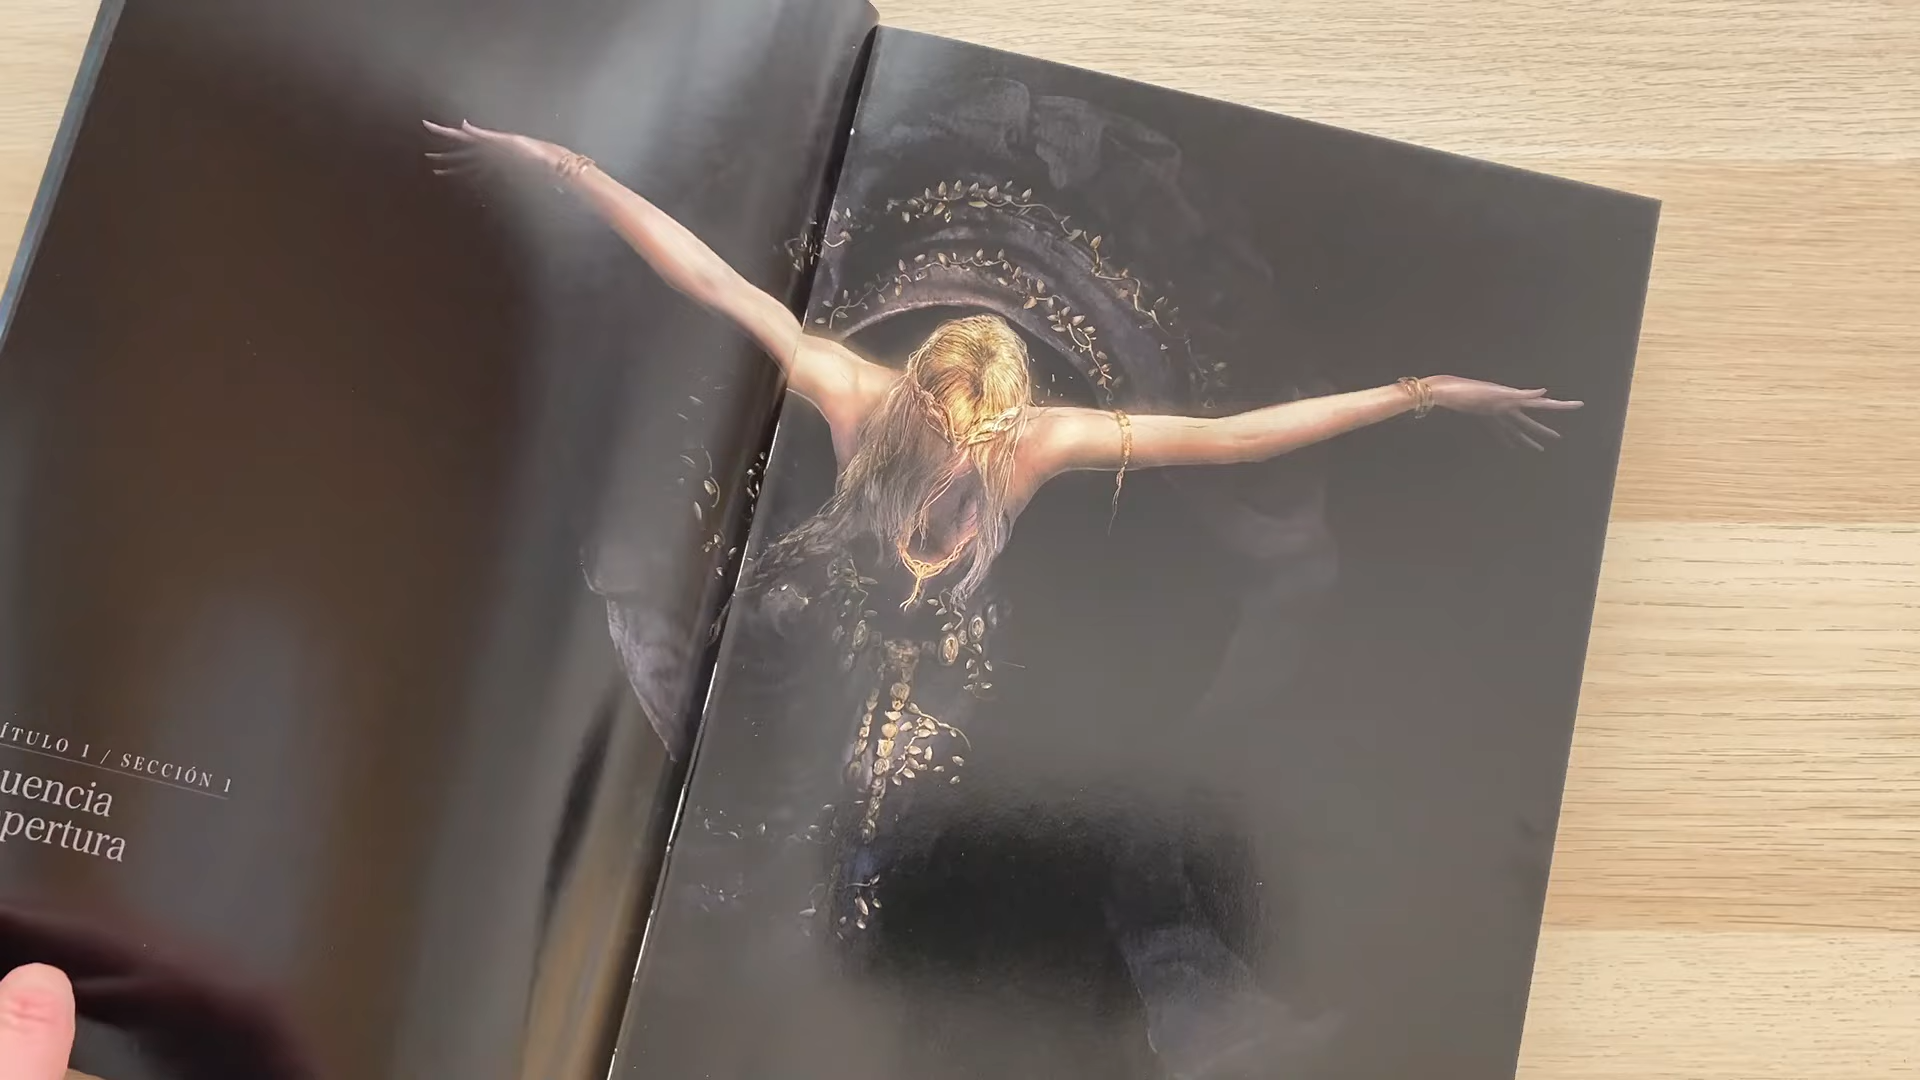 ÍTULO 1 / SECCIÓN 1
uencia
pertura